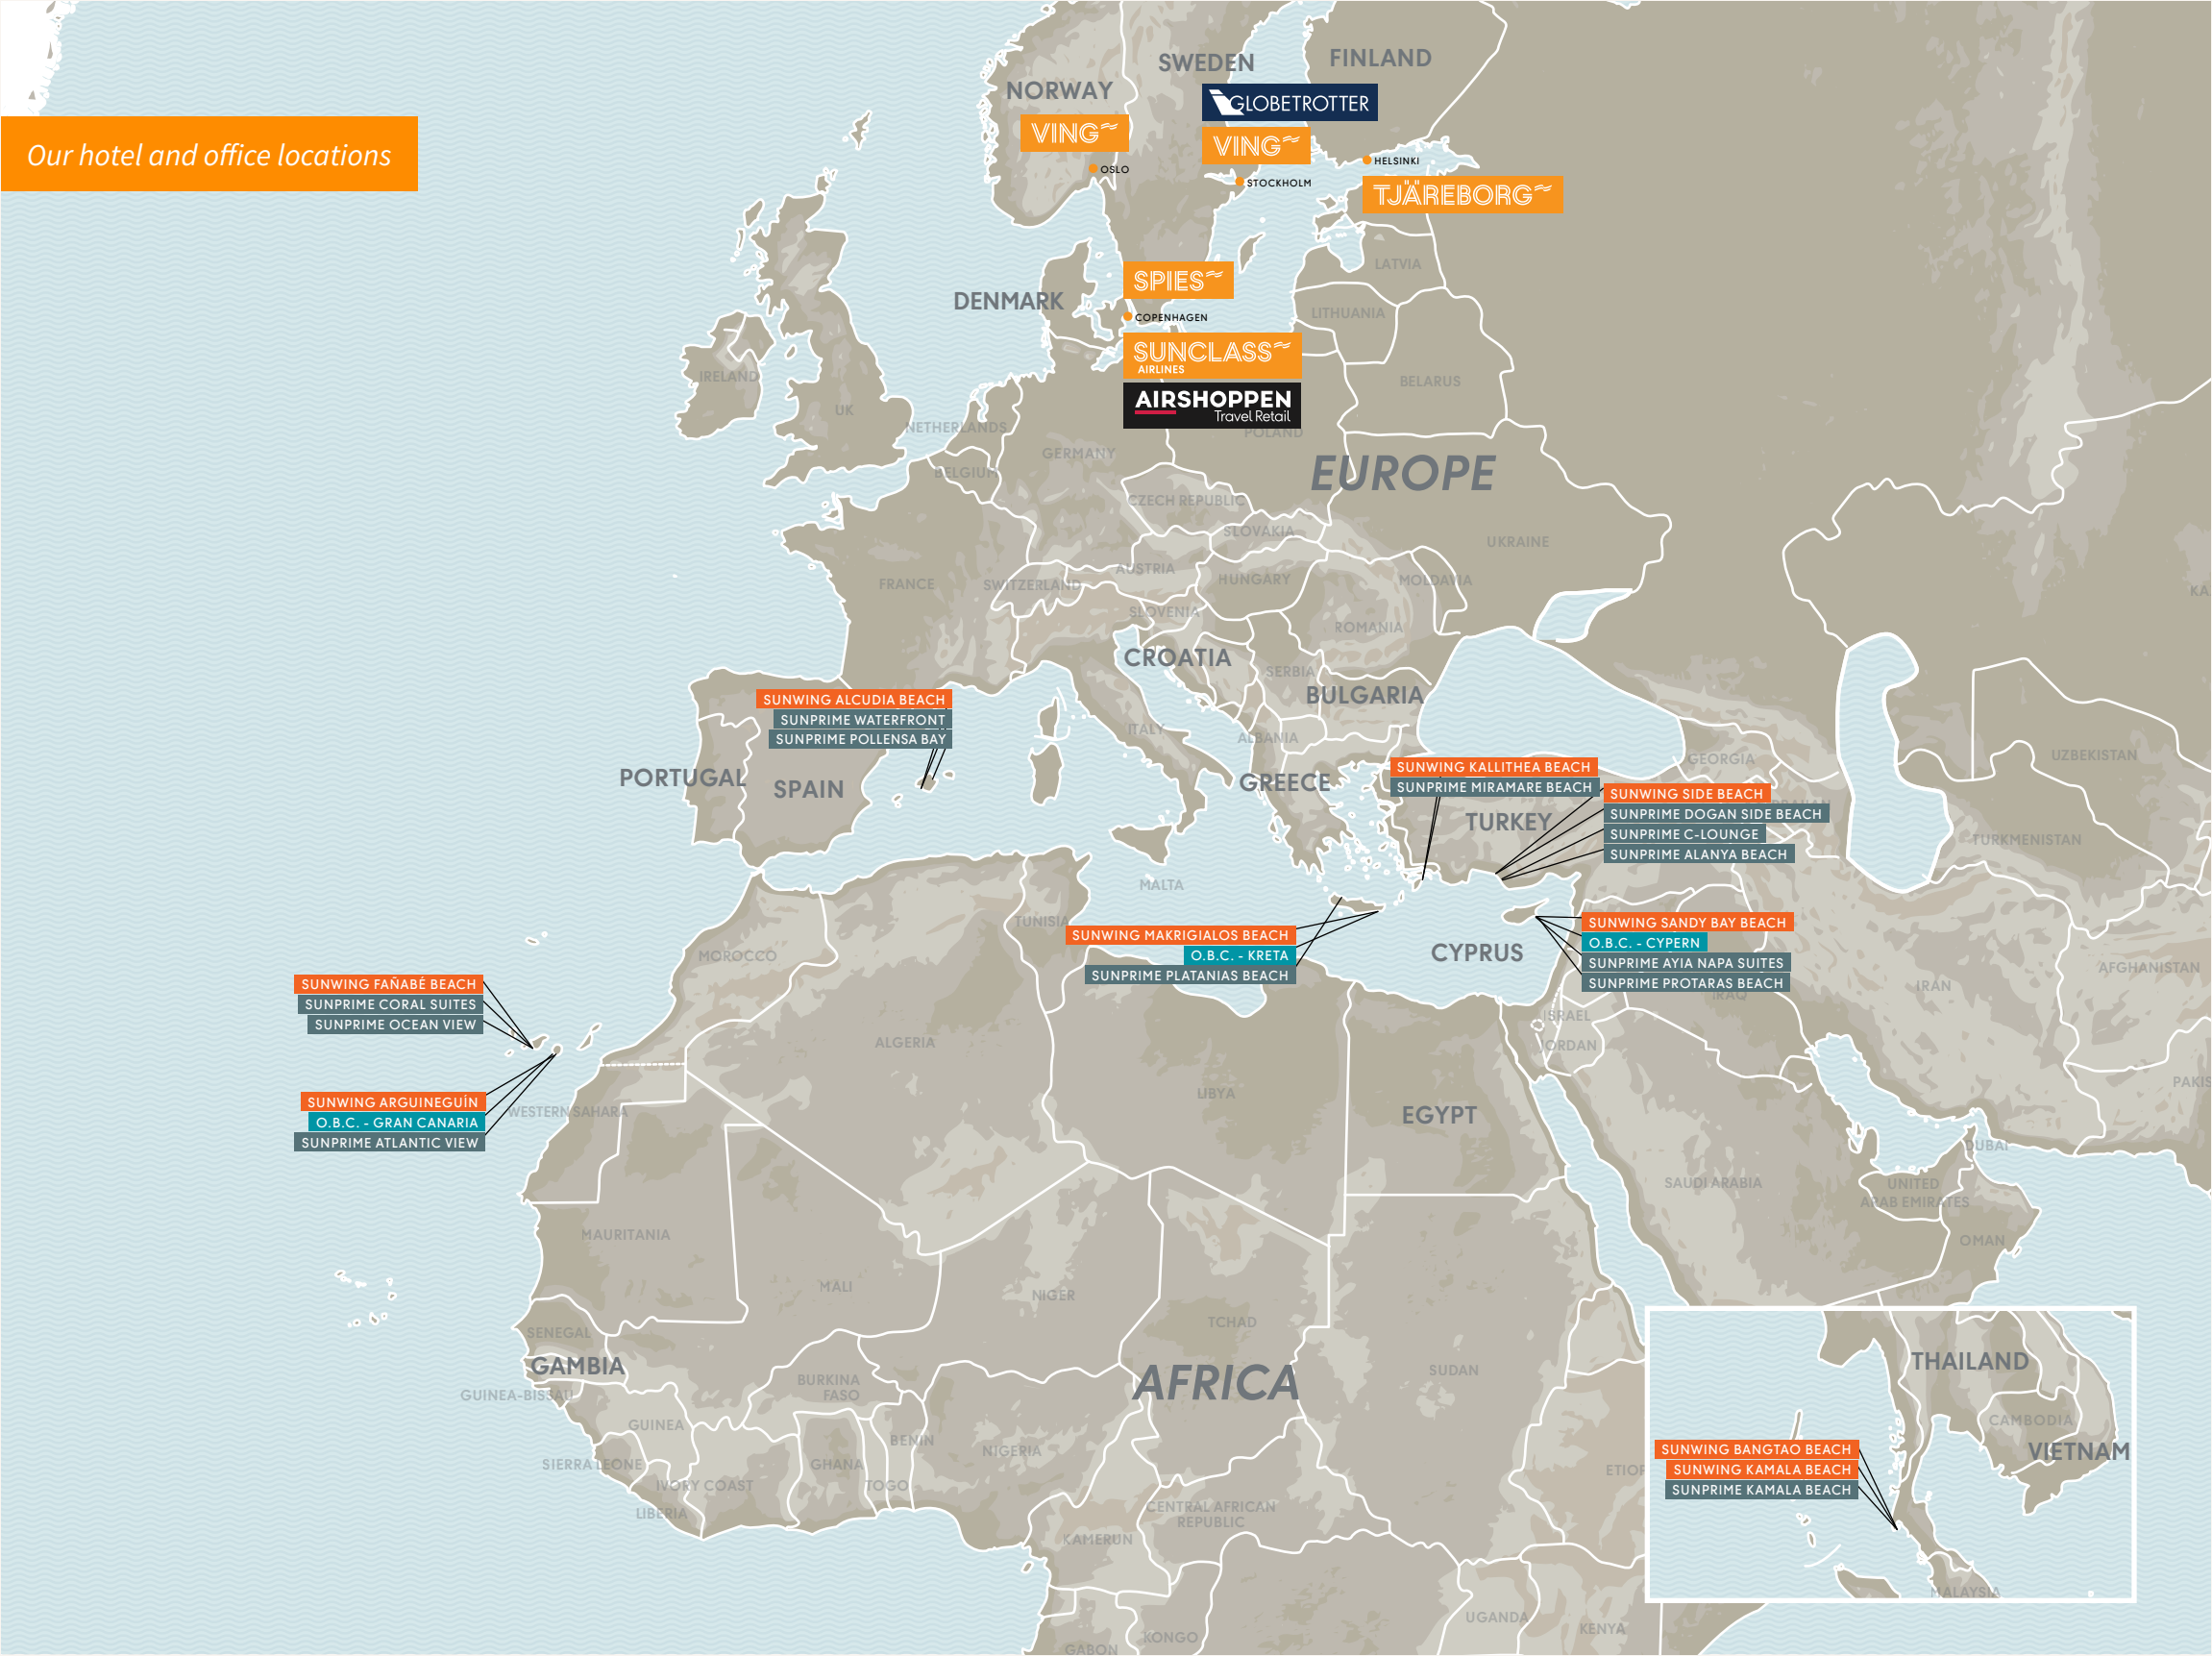 Our hotel and office locations
SWEDEN
FINLAND
NORWAY
GLOBETROTTER
VING
VING
OSLO
STOCKHOLM
HELSINKI
TJÄREBORG
SPIES
DENMARK
COPENHAGEN
SUNCLASS
AIRLINES
AIRSHOPPEN
Travel Retail
LATVIA
LITHUANIA
BELARUS
IRELAND
UK
NETHERLANDS
POLAND
GERMANY
BELGIUM
EUROPE
CZECH REPUBLIC
SLOVAKIA
UKRAINE
FRANCE
SWITZERLAND
AUSTRIA
HUNGARY
MOLDAVIA
SLOVENIA
ROMANIA
KA
CROATIA
SERBIA
BULGARIA
ITALY
ALBANIA
SUNWING ALCUDIA BEACH
SUNPRIME WATERFRONT
SUNPRIME POLLENSA BAY
PORTUGAL
SPAIN
GREECE
SUNWING KALLITHEA BEACH
SUNPRIME MIRAMARE BEACH
TURKEY
GEORGIA
UZBEKISTAN
SUNWING SIDE BEACH
SUNPRIME DOGAN SIDE BEACH
SUNPRIME C-LOUNGE
SUNPRIME ALANYA BEACH
TURKMENISTAN
MALTA
TUNISIA
MOROCCO
SUNWING MAKRIGIALOS BEACH
O.B.C. - KRETA
SUNPRIME PLATANIAS BEACH
CYPRUS
SUNWING SANDY BAY BEACH
O.B.C. - CYPERN
SUNPRIME AYIA NAPA SUITES
SUNPRIME PROTARAS BEACH
IRAQ
IRAN
AFGHANISTAN
ISRAEL
JORDAN
PAKIS
SUNWING FAÑABÉ BEACH
SUNPRIME CORAL SUITES
SUNPRIME OCEAN VIEW
SUNWING ARGUINEGUÍN
O.B.C. - GRAN CANARIA
SUNPRIME ATLANTIC VIEW
WESTERN SAHARA
ALGERIA
LIBYA
EGYPT
DUBAI
SAUDI ARABIA
UNITED
ARAB EMIRATES
OMAN
MAURITANIA
MALI
NIGER
TCHAD
SUDAN
SENEGAL
GAMBIA
GUINEA-BISSAU
GUINEA
BURKINA
FASO
AFRICA
SIERRA LEONE
IVORY COAST
LIBERIA
GHANA
TOGO
BENIN
NIGERIA
CENTRAL AFRICAN
REPUBLIC
KAMERUN
ETIOP
GABON
KONGO
UGANDA
KENYA
THAILAND
CAMBODIA
VIETNAM
SUNWING BANGTAO BEACH
SUNWING KAMALA BEACH
SUNPRIME KAMALA BEACH
MALAYSIA